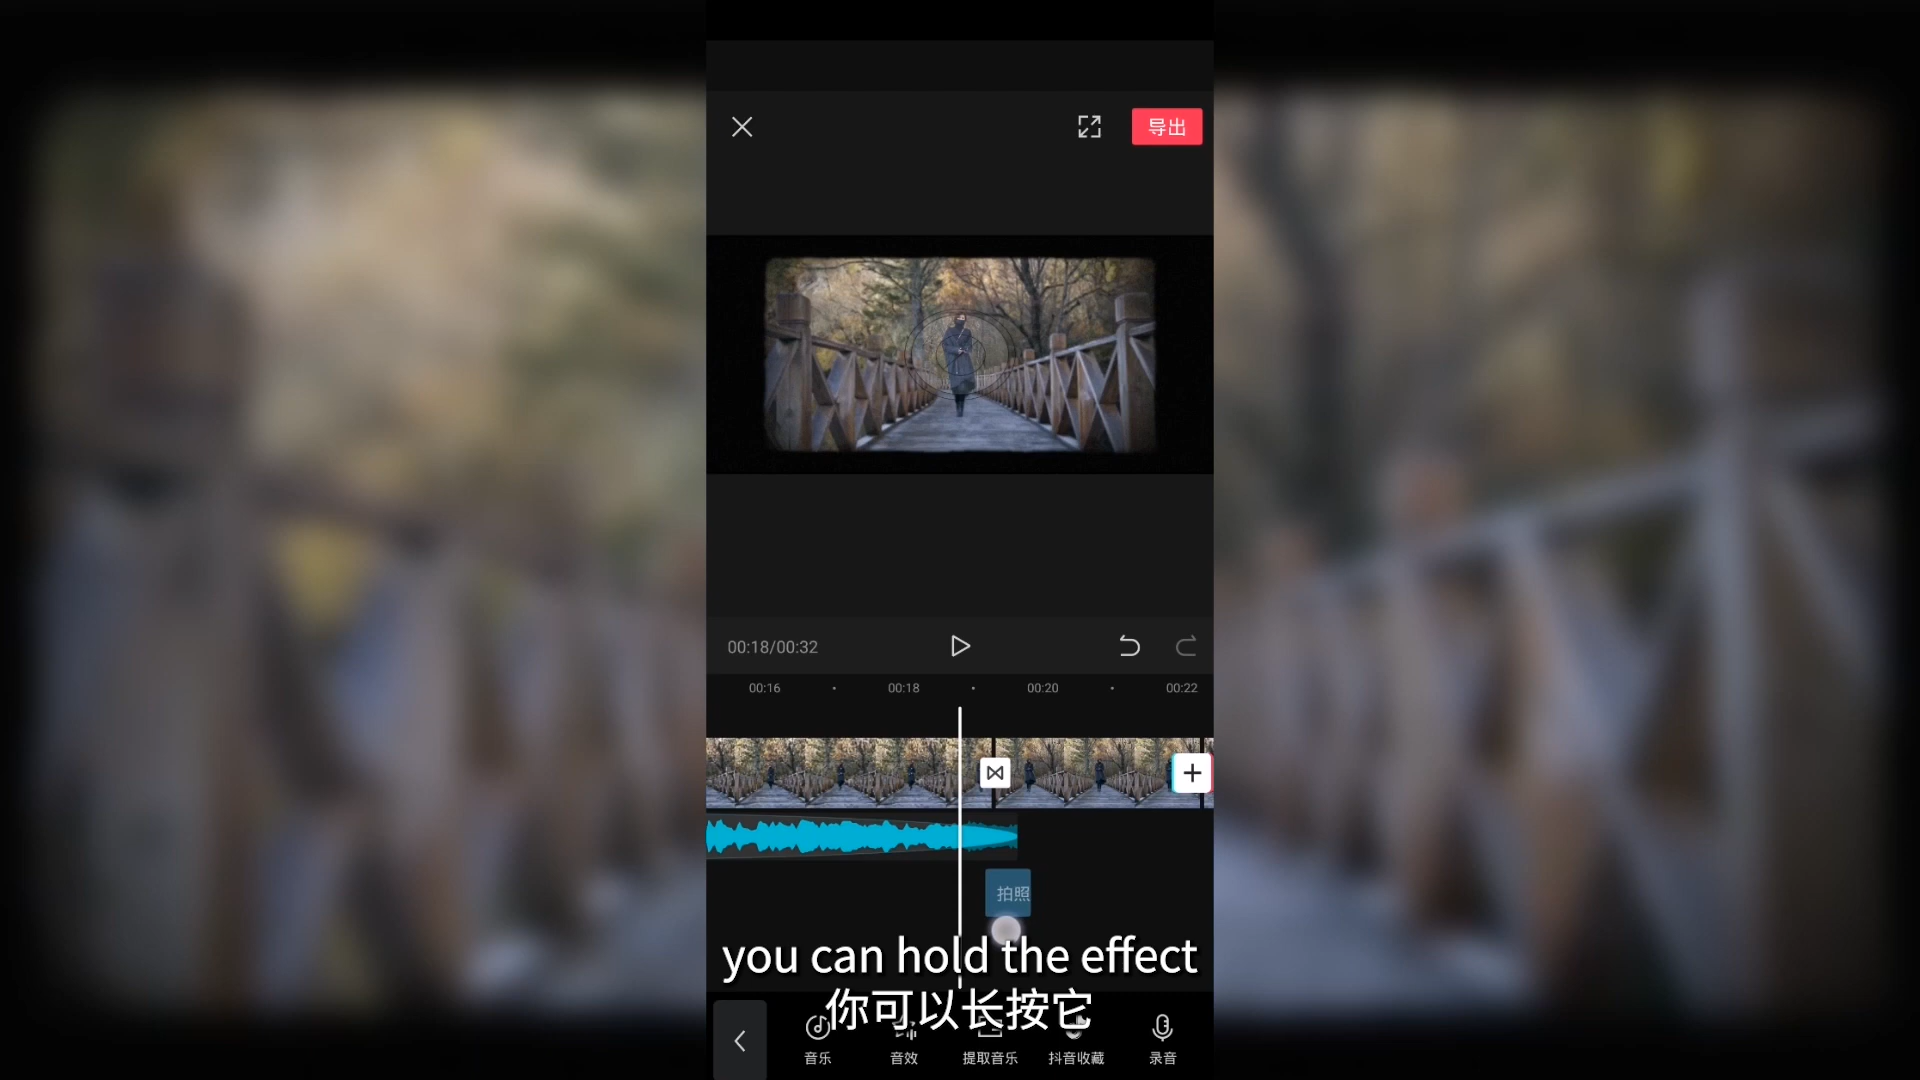 导出
00:18/00:32
00:16 00:18 00:20 00:22
拍照
you can hold the effect
你可以长按它
音乐 音效 提取音乐 抖音收藏 录音